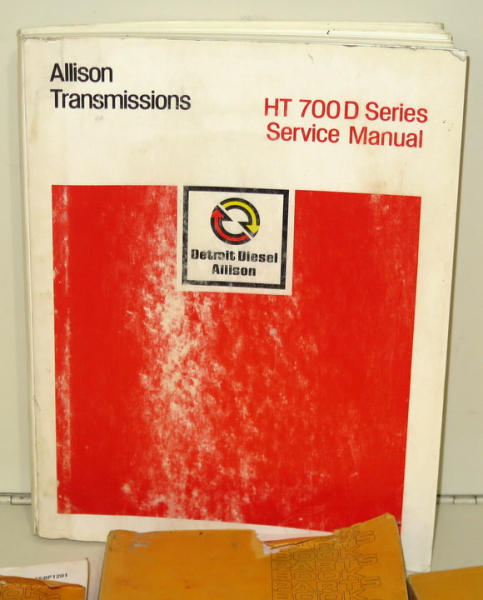 Allison
Transmissions
HT 700D Series
Service Manual
Detroit Diesel
Allison